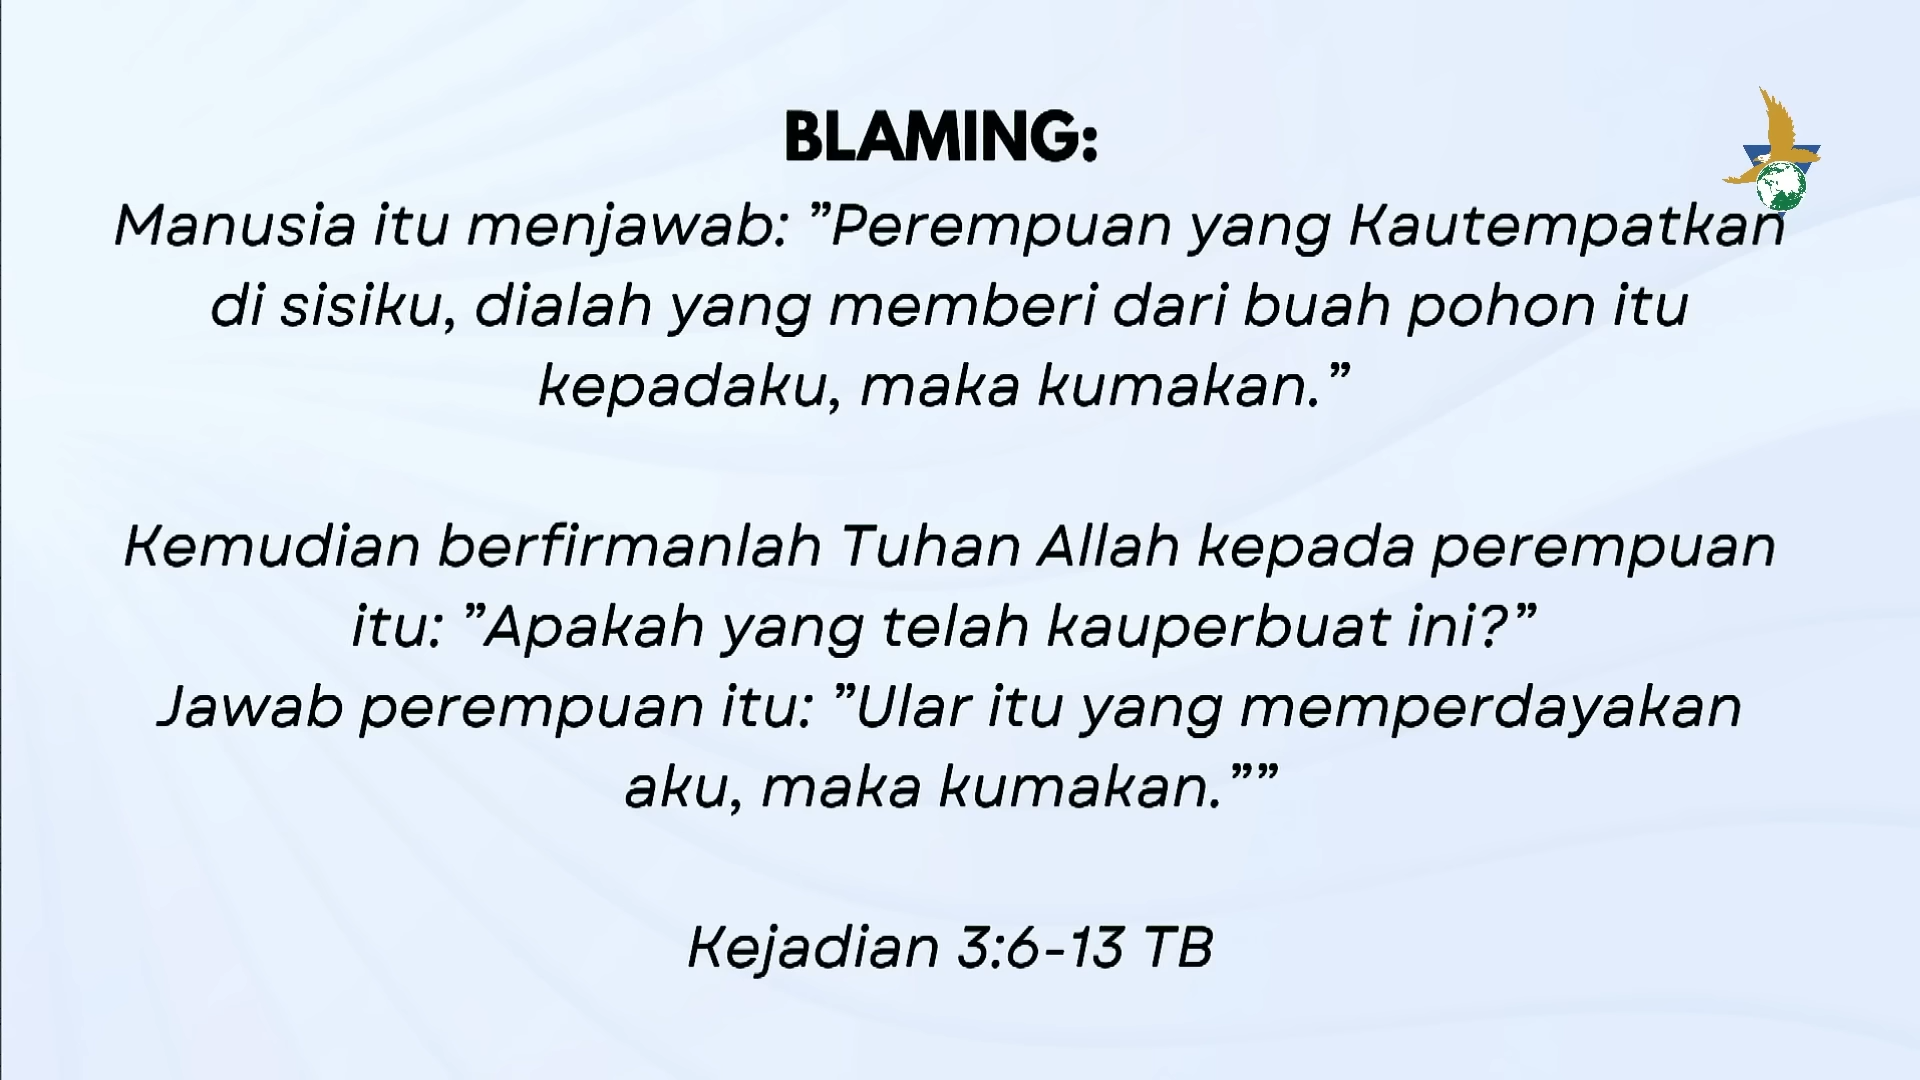 BLAMING:
Manusia itu menjawab: ”Perempuan yang Kautempatkan
di sisiku, dialah yang memberi dari buah pohon itu
kepadaku, maka kumakan.”
Kemudian berfirmanlah Tuhan Allah kepada perempuan
itu: ”Apakah yang telah kauperbuat ini?”
Jawab perempuan itu: ”Ular itu yang memperdayakan
aku, maka kumakan.””
Kejadian 3:6-13 TB